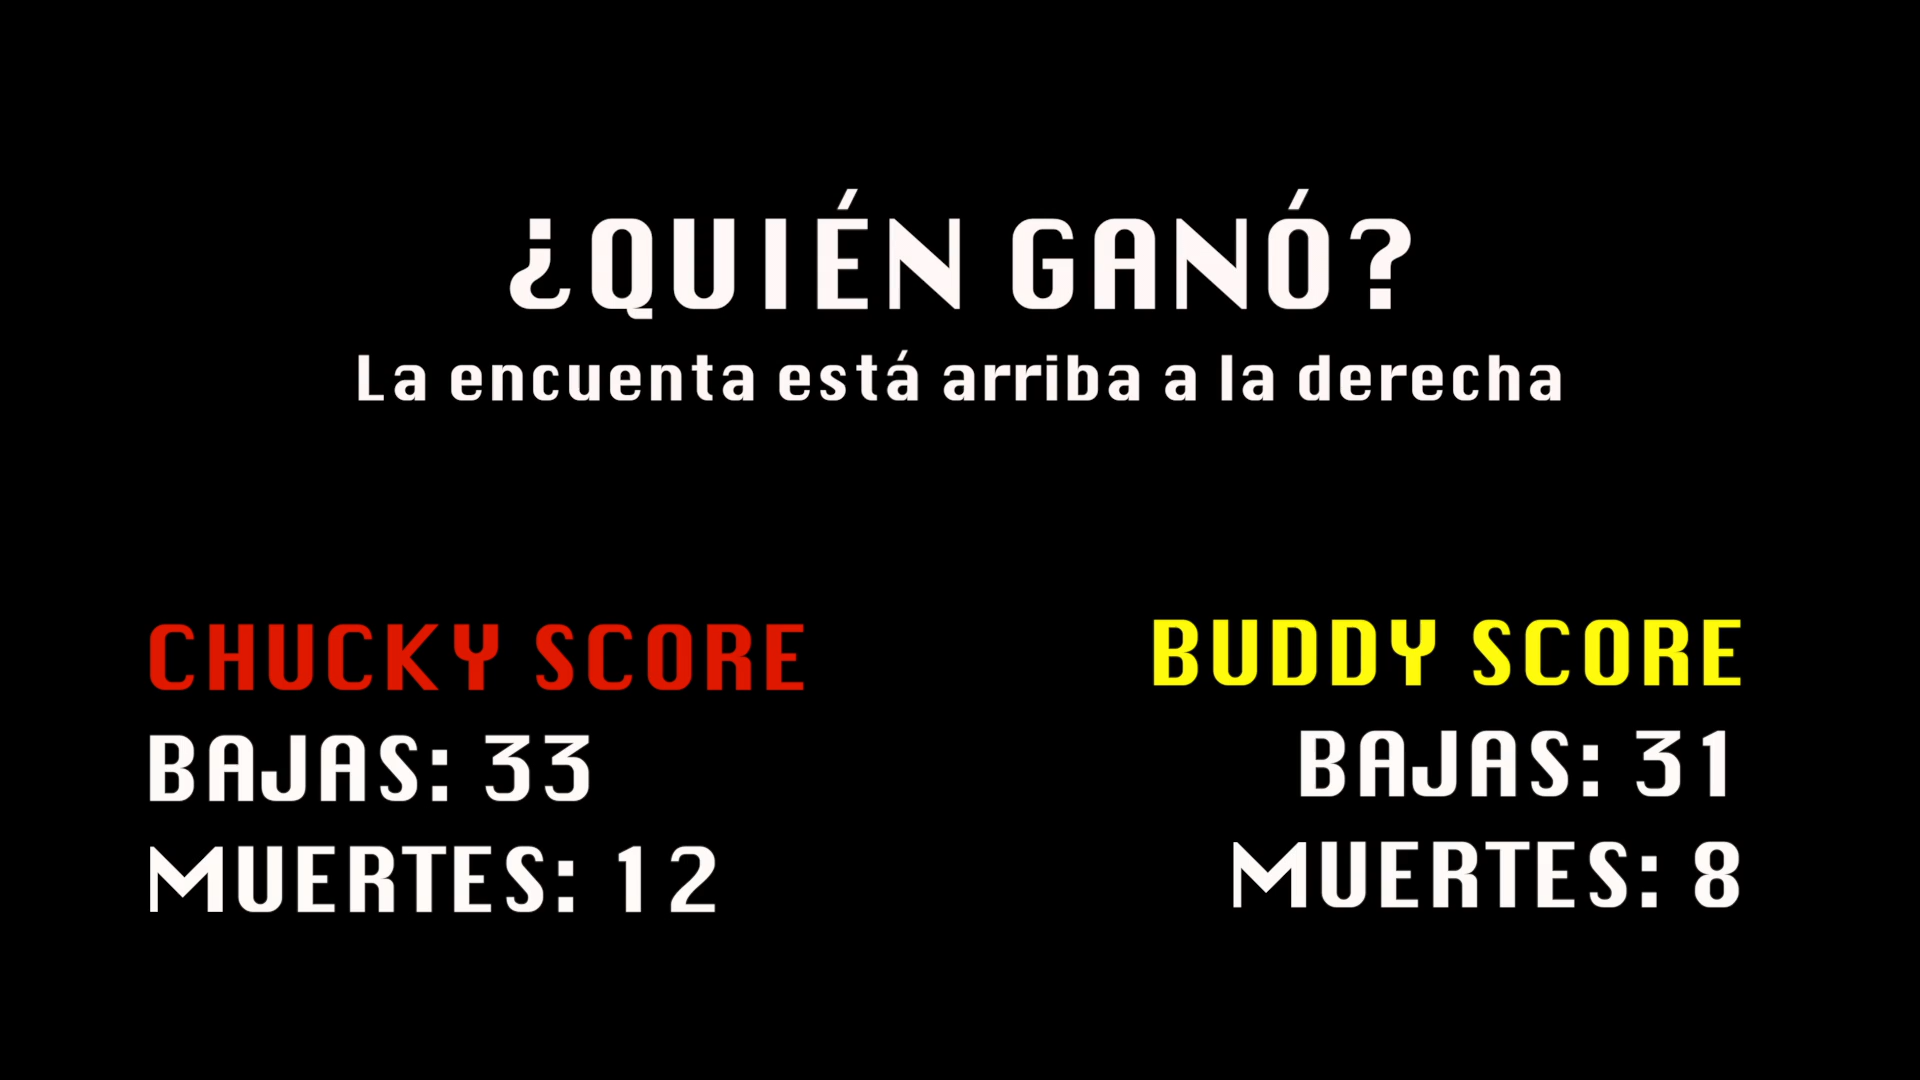 ¿QUIÉN GANÓ?
La encuenta está arriba a la derecha
CHUCKY SCORE
BAJAS: 33
MUERTES: 12
BUDDY SCORE
BAJAS: 31
MUERTES: 8